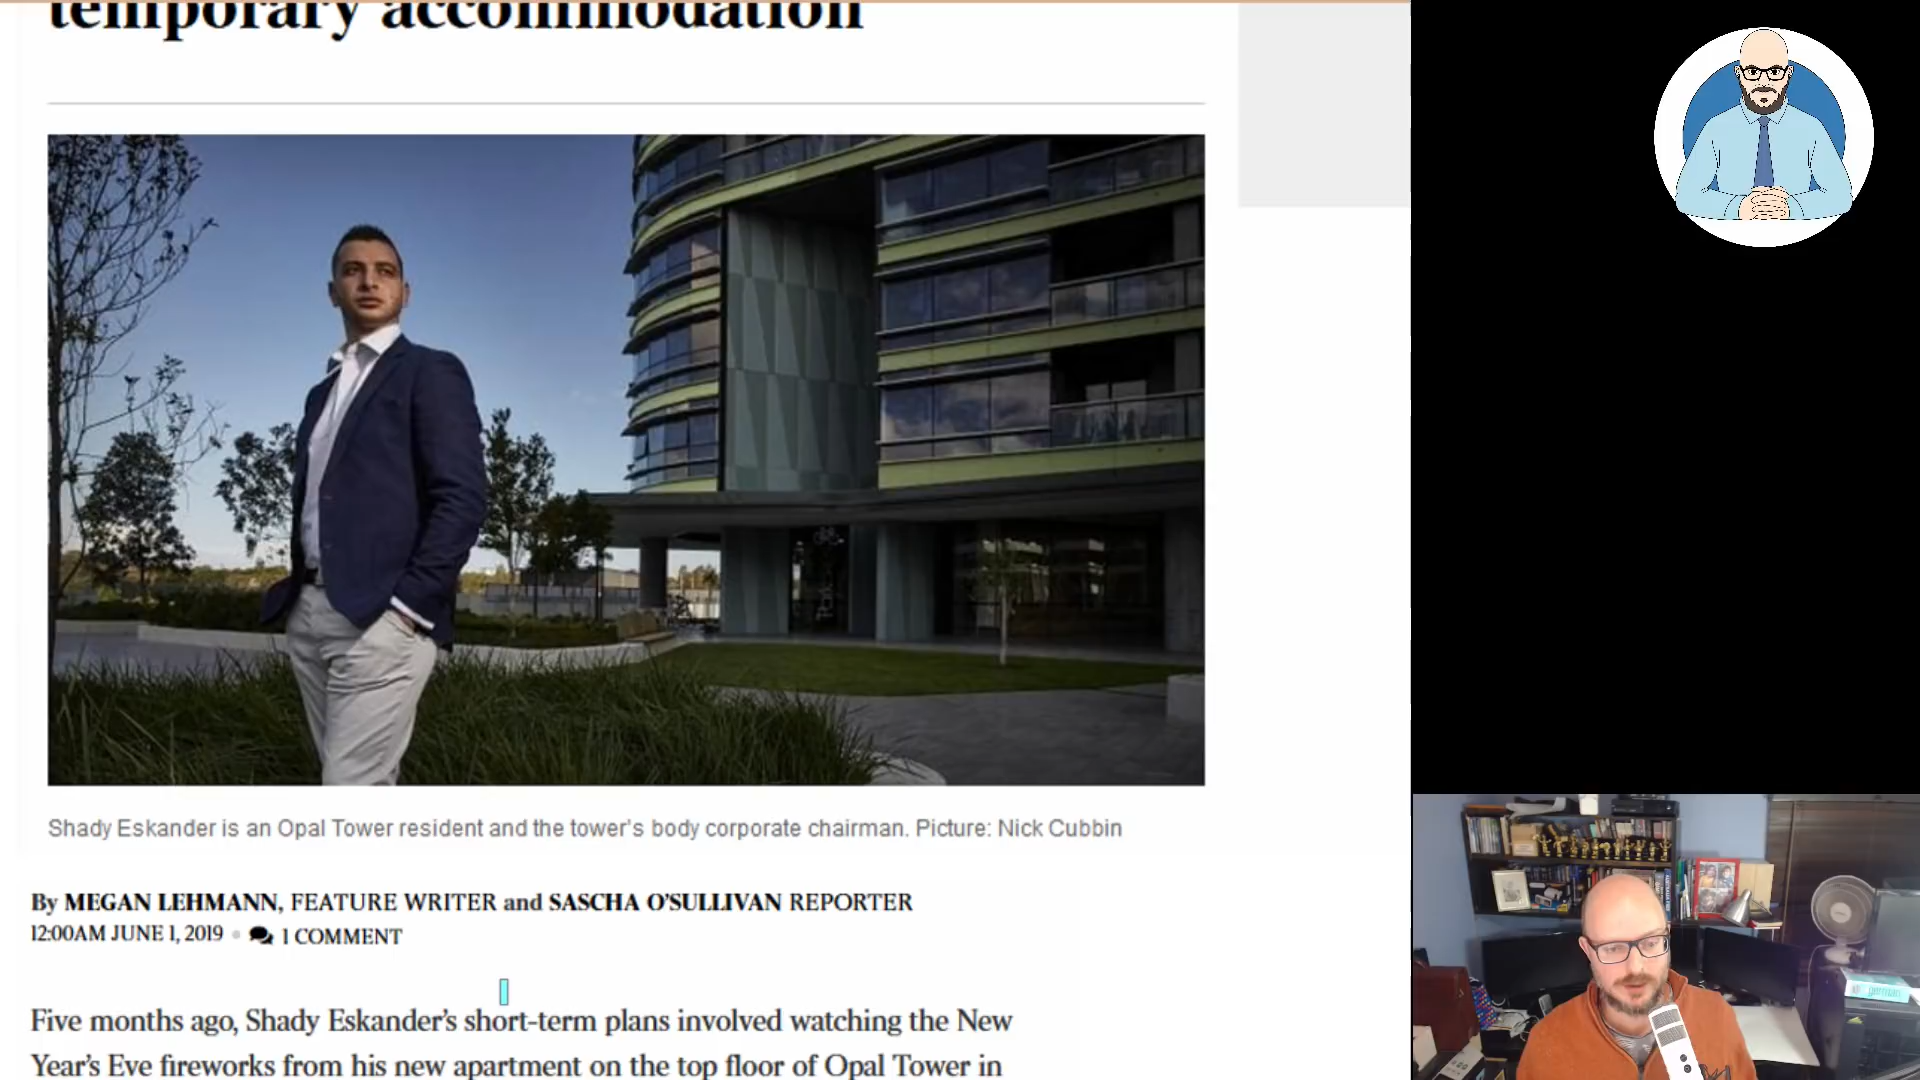 temporary accommodation
Shady Eskander is an Opal Tower resident and the tower's body corporate chairman. Picture: Nick Cubbin
By MEGAN LEHMANN, FEATURE WRITER and SASCHA O'SULLIVAN REPORTER
12:00AM JUNE 1, 2019 • 1 COMMENT
Five months ago, Shady Eskander's short-term plans involved watching the New
Year's Eve fireworks from his new apartment on the top floor of Opal Tower in
german